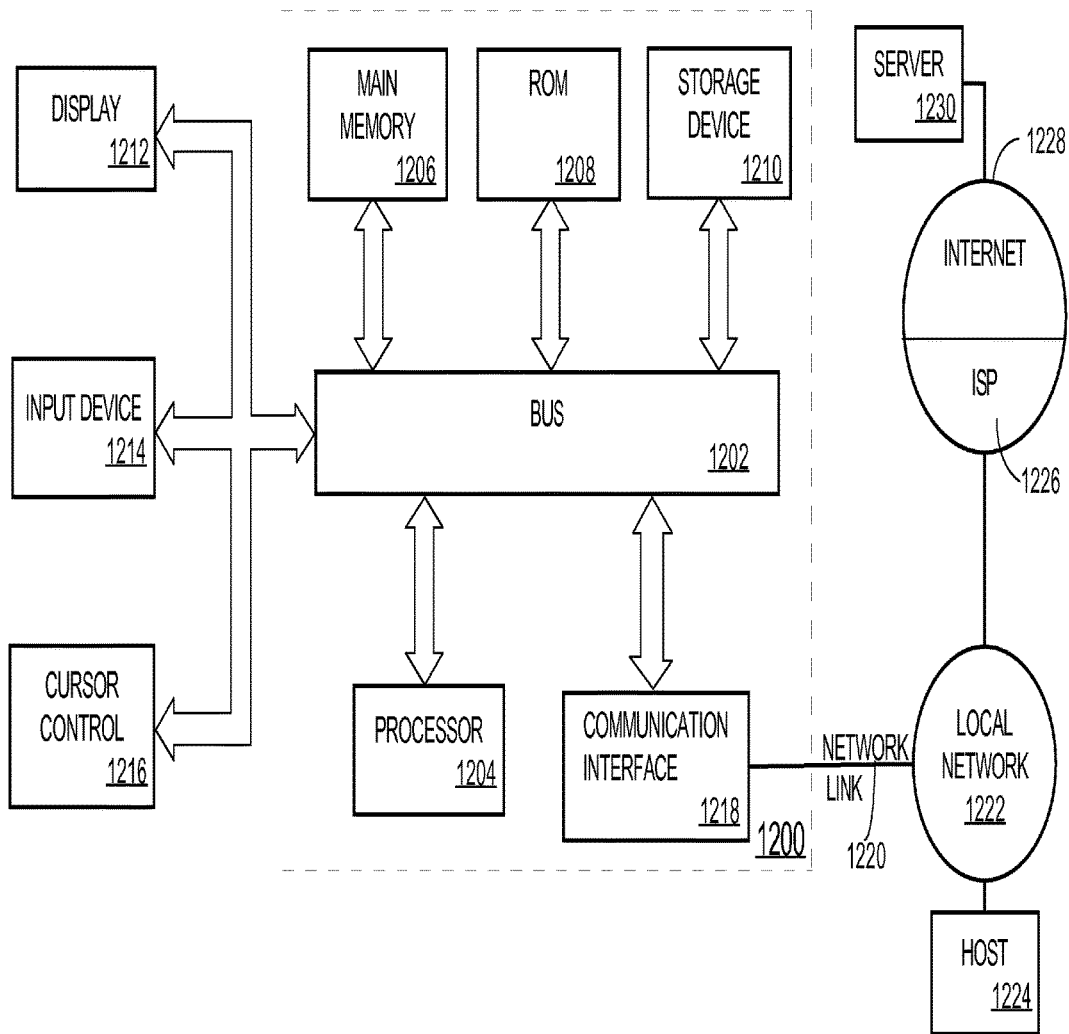 DISPLAY
1212
MAIN
MEMORY
1206
ROM
1208
STORAGE
DEVICE
1210
SERVER
1230
1228
INTERNET
ISP
1226
INPUT DEVICE
1214
BUS
1202
CURSOR
CONTROL
1216
PROCESSOR
1204
COMMUNICATION
INTERFACE
1218
1200
NETWORK
LINK
1220
LOCAL
NETWORK
1222
HOST
1224